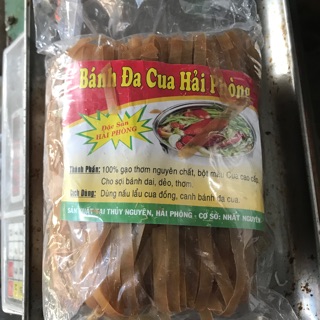 Bánh Đa Cua Hải Phòng
Đặc Sản
HẢI PHÒNG
Thành Phần: 100% gạo thơm nguyên chất, bột
Cho sợi bánh dai, dẻo, thơm.
Cách Dùng: Dùng nấu lẩu cua đồng, canh bánh đa cua.
SẢN XUẤT TẠI THỦY NGUYÊN, HẢI PHÒNG - CƠ SỞ: NHẤT NGUYÊN